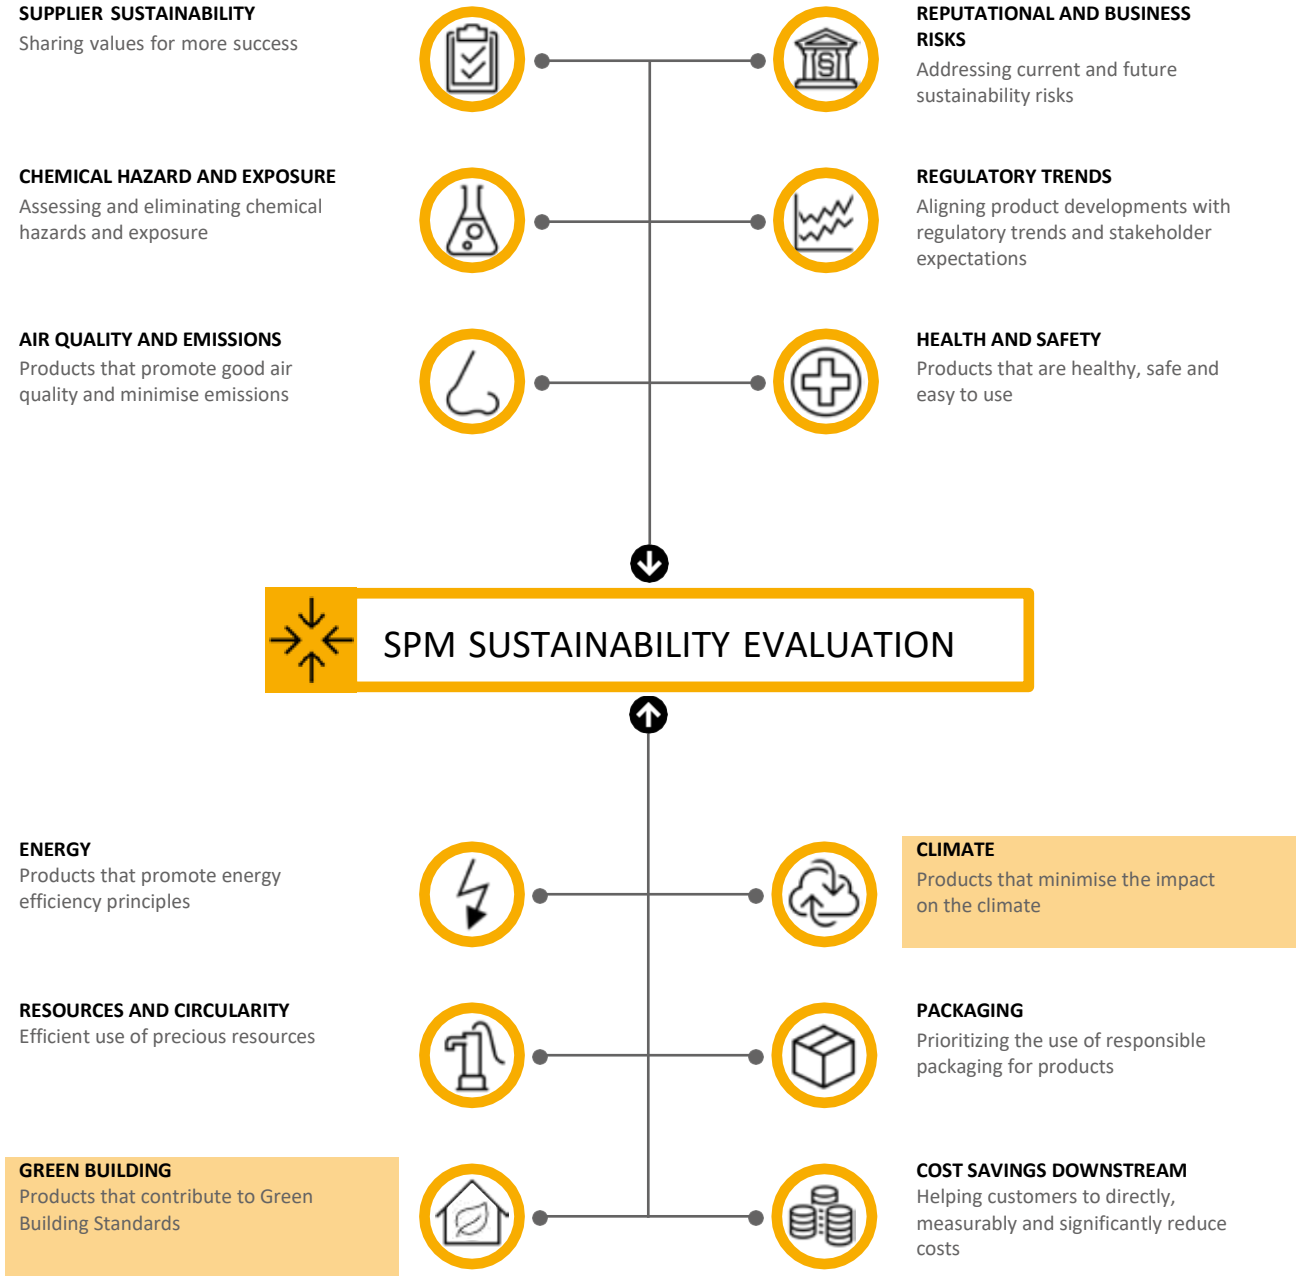 SUPPLIER SUSTAINABILITY
Sharing values for more success
REPUTATIONAL AND BUSINESS
RISKS
Addressing current and future
sustainability risks
CHEMICAL HAZARD AND EXPOSURE
Assessing and eliminating chemical
hazards and exposure
REGULATORY TRENDS
Aligning product developments with
regulatory trends and stakeholder
expectations
AIR QUALITY AND EMISSIONS
Products that promote good air
quality and minimise emissions
HEALTH AND SAFETY
Products that are healthy, safe and
easy to use
SPM SUSTAINABILITY EVALUATION
ENERGY
Products that promote energy
efficiency principles
CLIMATE
Products that minimise the impact
on the climate
RESOURCES AND CIRCULARITY
Efficient use of precious resources
PACKAGING
Prioritizing the use of responsible
packaging for products
GREEN BUILDING
Products that contribute to Green
Building Standards
COST SAVINGS DOWNSTREAM
Helping customers to directly,
measurably and significantly reduce
costs